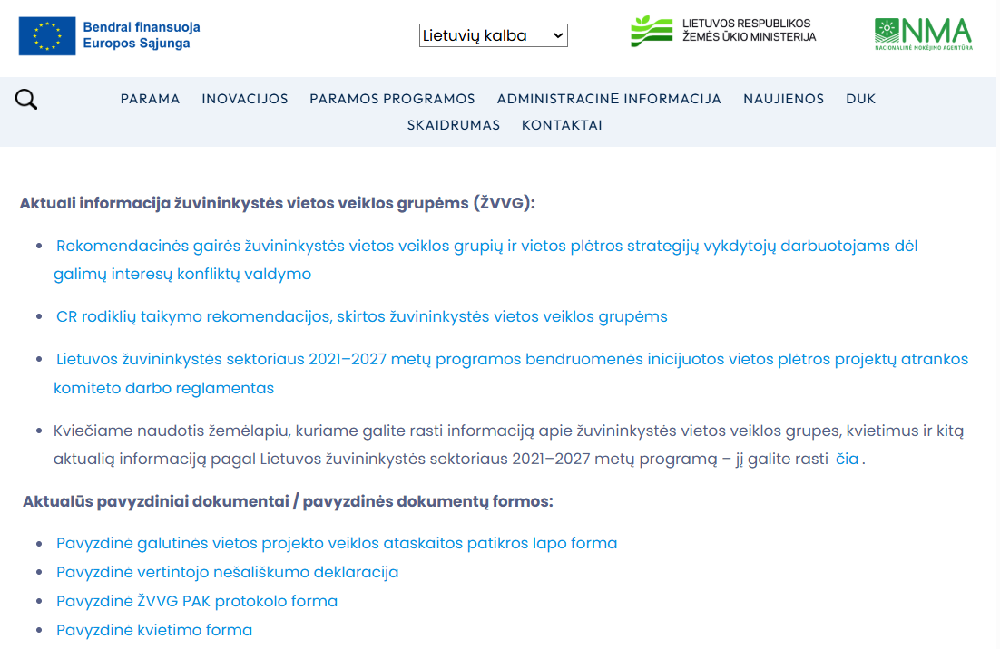 Bendrai finansuoja
Europos Sąjunga
Lietuvių kalba
LIETUVOS RESPUBLIKOS
ŽEMĖS ŪKIO MINISTERIJA
NMA
NACIONALINĖ MOKĖJIMO AGENTŪRA
PARAMA INOVACIJOS PARAMOS PROGRAMOS ADMINISTRACINĖ INFORMACIJA NAUJIENOS DUK
SKAIDRUMAS KONTAKTAI
Aktuali informacija žuvininkystės vietos veiklos grupėms (ŽVVG):
• Rekomendacinės gairės žuvininkystės vietos veiklos grupių ir vietos plėtros strategijų vykdytojų darbuotojams dėl
galimų interesų konfliktų valdymo
• CR rodiklių taikymo rekomendacijos, skirtos žuvininkystės vietos veiklos grupėms
• Lietuvos žuvininkystės sektoriaus 2021–2027 metų programos bendruomenės inicijuotos vietos plėtros projektų atrankos
komiteto darbo reglamentas
• Kviečiame naudotis žemėlapiu, kuriame galite rasti informaciją apie žuvininkystės vietos veiklos grupes, kvietimus ir kitą
aktualią informaciją pagal Lietuvos žuvininkystės sektoriaus 2021–2027 metų programą – jį galite rasti čia .
Aktualūs pavyzdiniai dokumentai / pavyzdinės dokumentų formos:
• Pavyzdinė galutinės vietos projekto veiklos ataskaitos patikros lapo forma
• Pavyzdinė vertintojo nešališkumo deklaracija
• Pavyzdinė ŽVVG PAK protokolo forma
• Pavyzdinė kvietimo forma